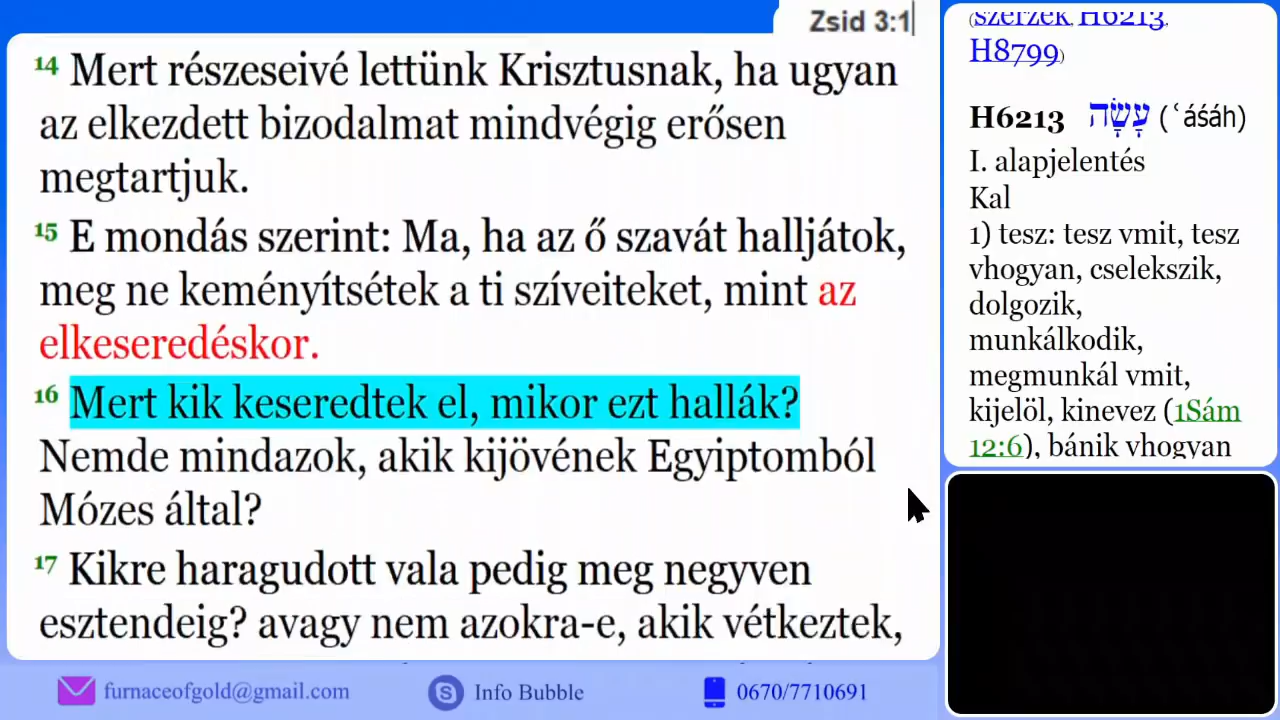 Zsid 3:1
14 Mert részeseivé lettünk Krisztusnak, ha ugyan
az elkezdett bizodalmat mindvégig erősen
megtartjuk.
15 E mondás szerint: Ma, ha az ő szavát halljátok,
meg ne keményítsétek a ti szíveiteket, mint az
elkeseredéskor.
16 Mert kik keseredtek el, mikor ezt hallák?
Nemde mindazok, akik kijövének Egyiptomból
Mózes által?
17 Kikre haragudott vala pedig meg negyven
esztendeig? avagy nem azokra-e, akik vétkeztek,
(szerzek, H6213,
H8799)
H6213 עָשָׂה (ʿáśáh)
I. alapjelentés
Kal
1) tesz: tesz vmit, tesz
vhogyan, cselekszik,
dolgozik,
munkálkodik,
megmunkál vmit,
kijelöl, kinevez (1Sám
12:6), bánik vhogyan
furnaceofgold@gmail.com
Info Bubble
0670/7710691